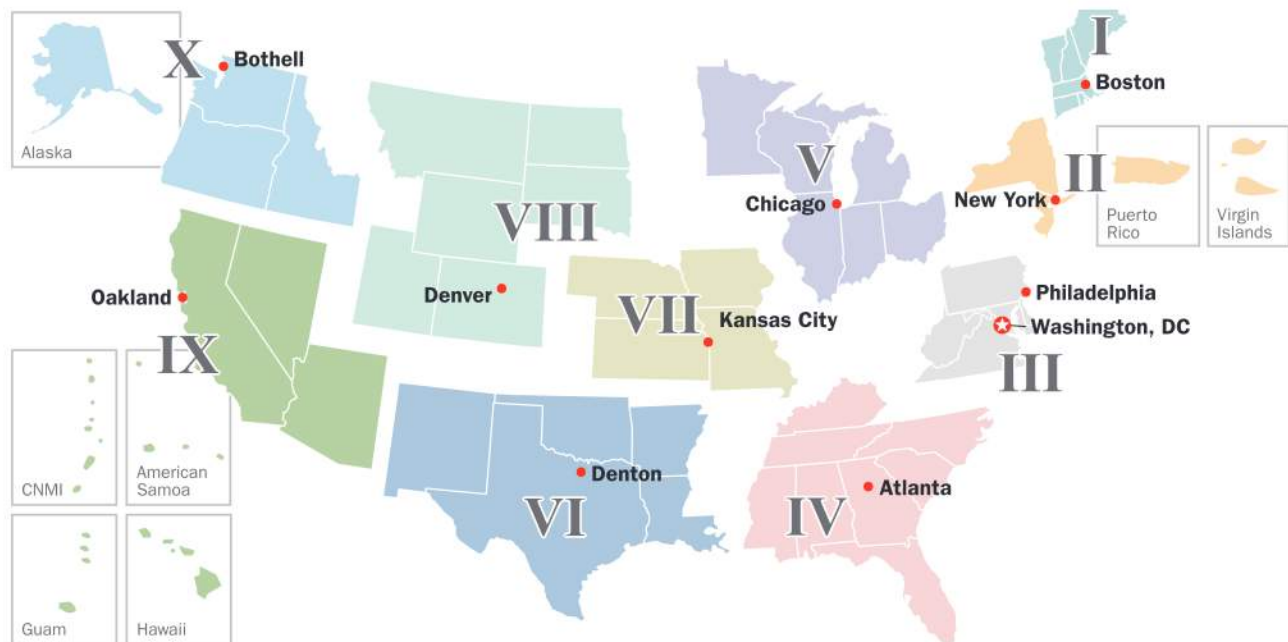 X
Bothell
Alaska
I
Boston
V
Chicago
New York
II
Puerto
Rico
Virgin
Islands
VIII
Denver
Oakland
IX
VII
Kansas City
Philadelphia
Washington, DC
III
CNMI
American
Samoa
Guam
Hawaii
Denton
VI
IV
Atlanta